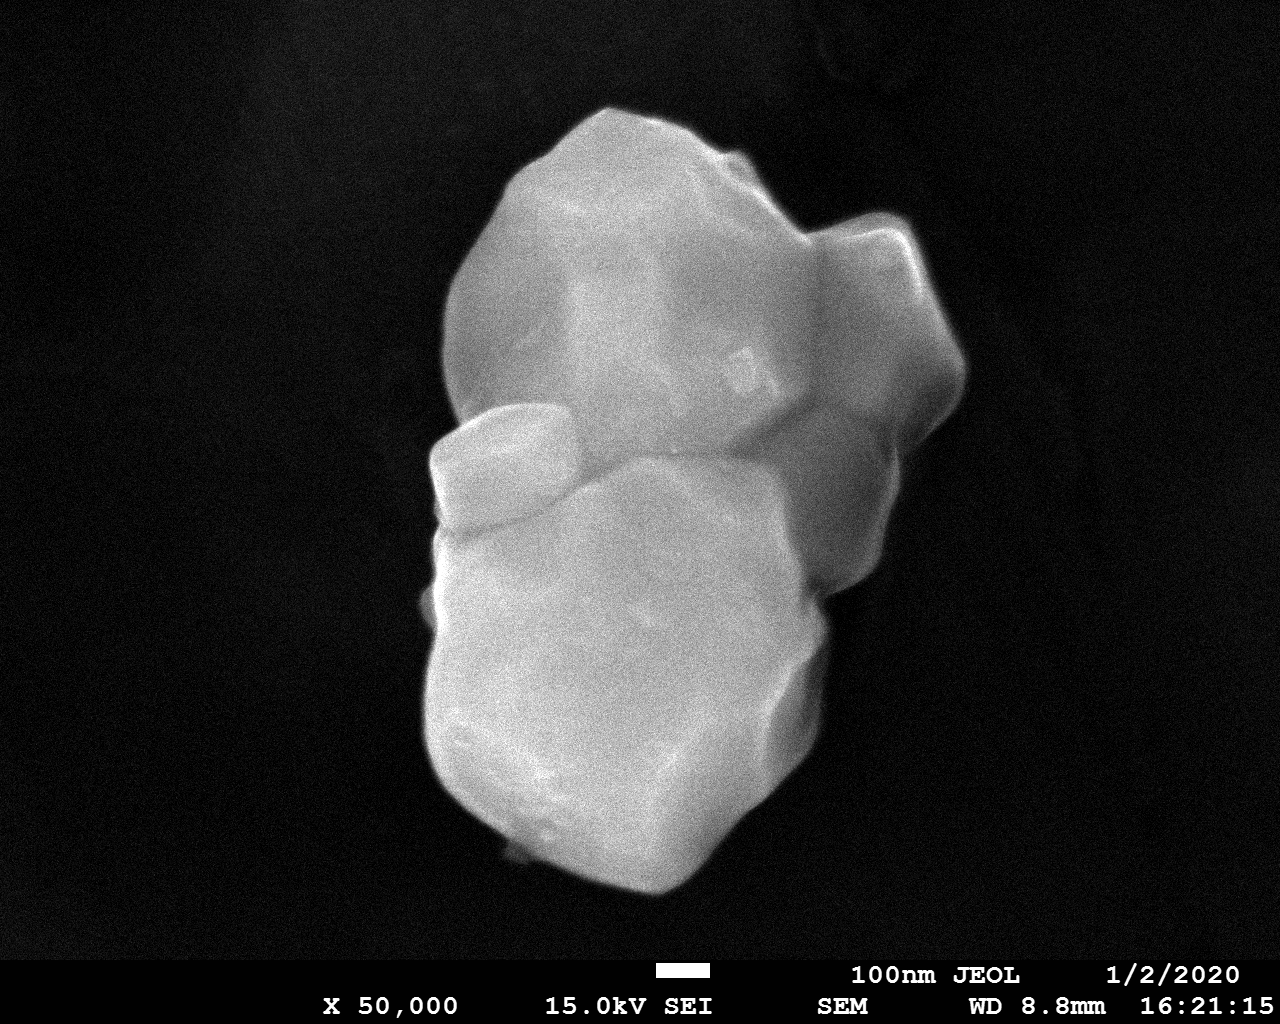 100nm JEOL 1/2/2020
X 50,000 15.0kV SEI SEM WD 8.8mm 16:21:15